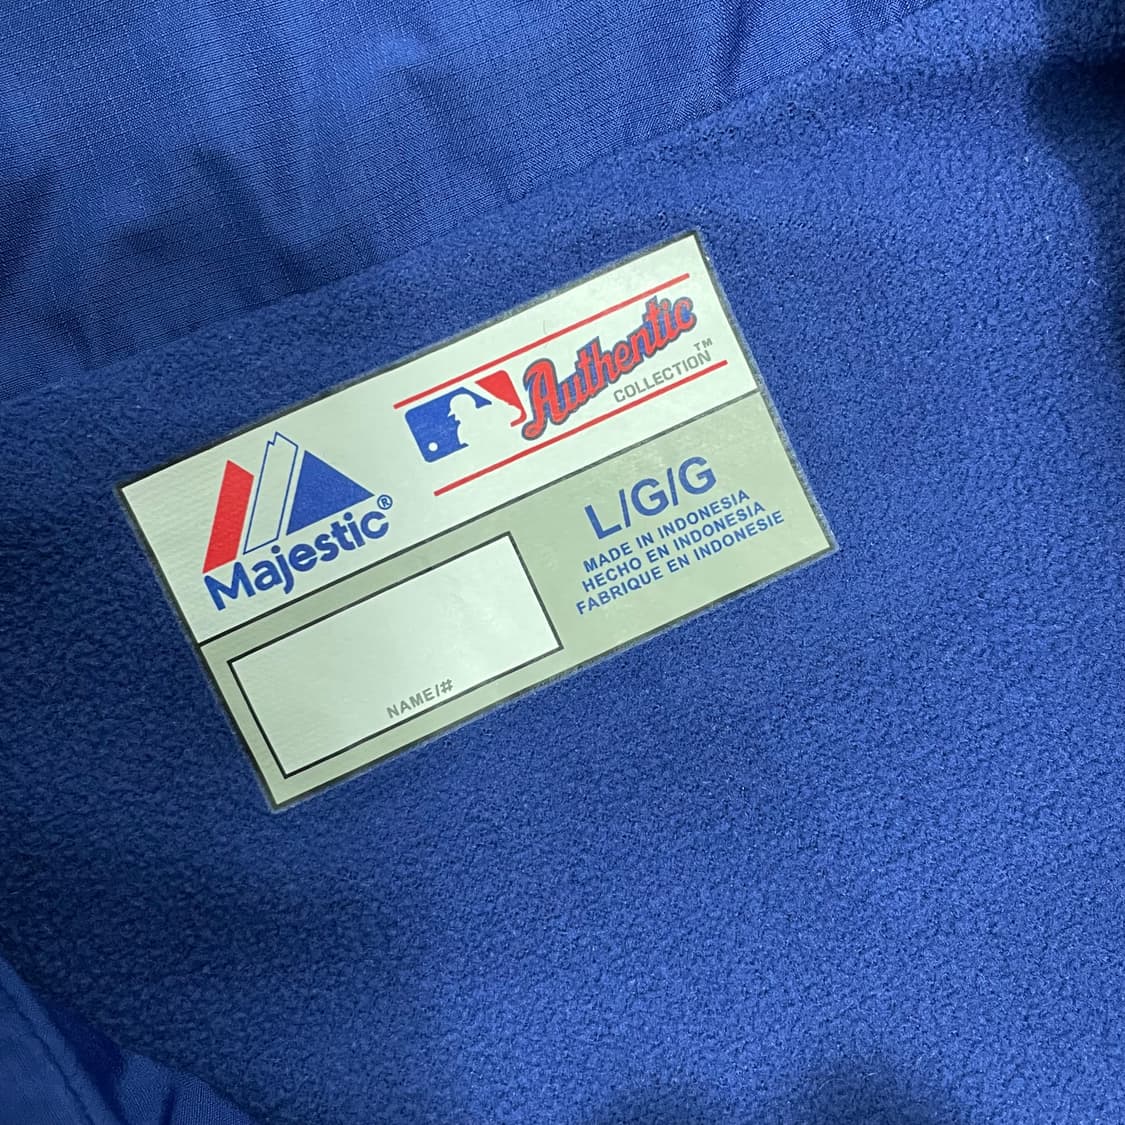 Authentic
COLLECTION™
Majestic®
L/G/G
MADE IN INDONESIA
HECHO EN INDONESIA
FABRIQUE EN INDONESIE
NAME/#